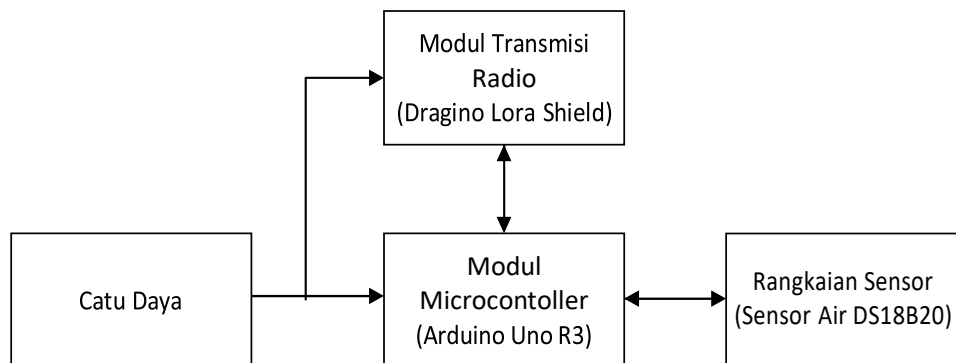 Modul Transmisi
Radio
(Dragino Lora Shield)
Catu Daya
Modul
Microcontoller
(Arduino Uno R3)
Rangkaian Sensor
(Sensor Air DS18B20)